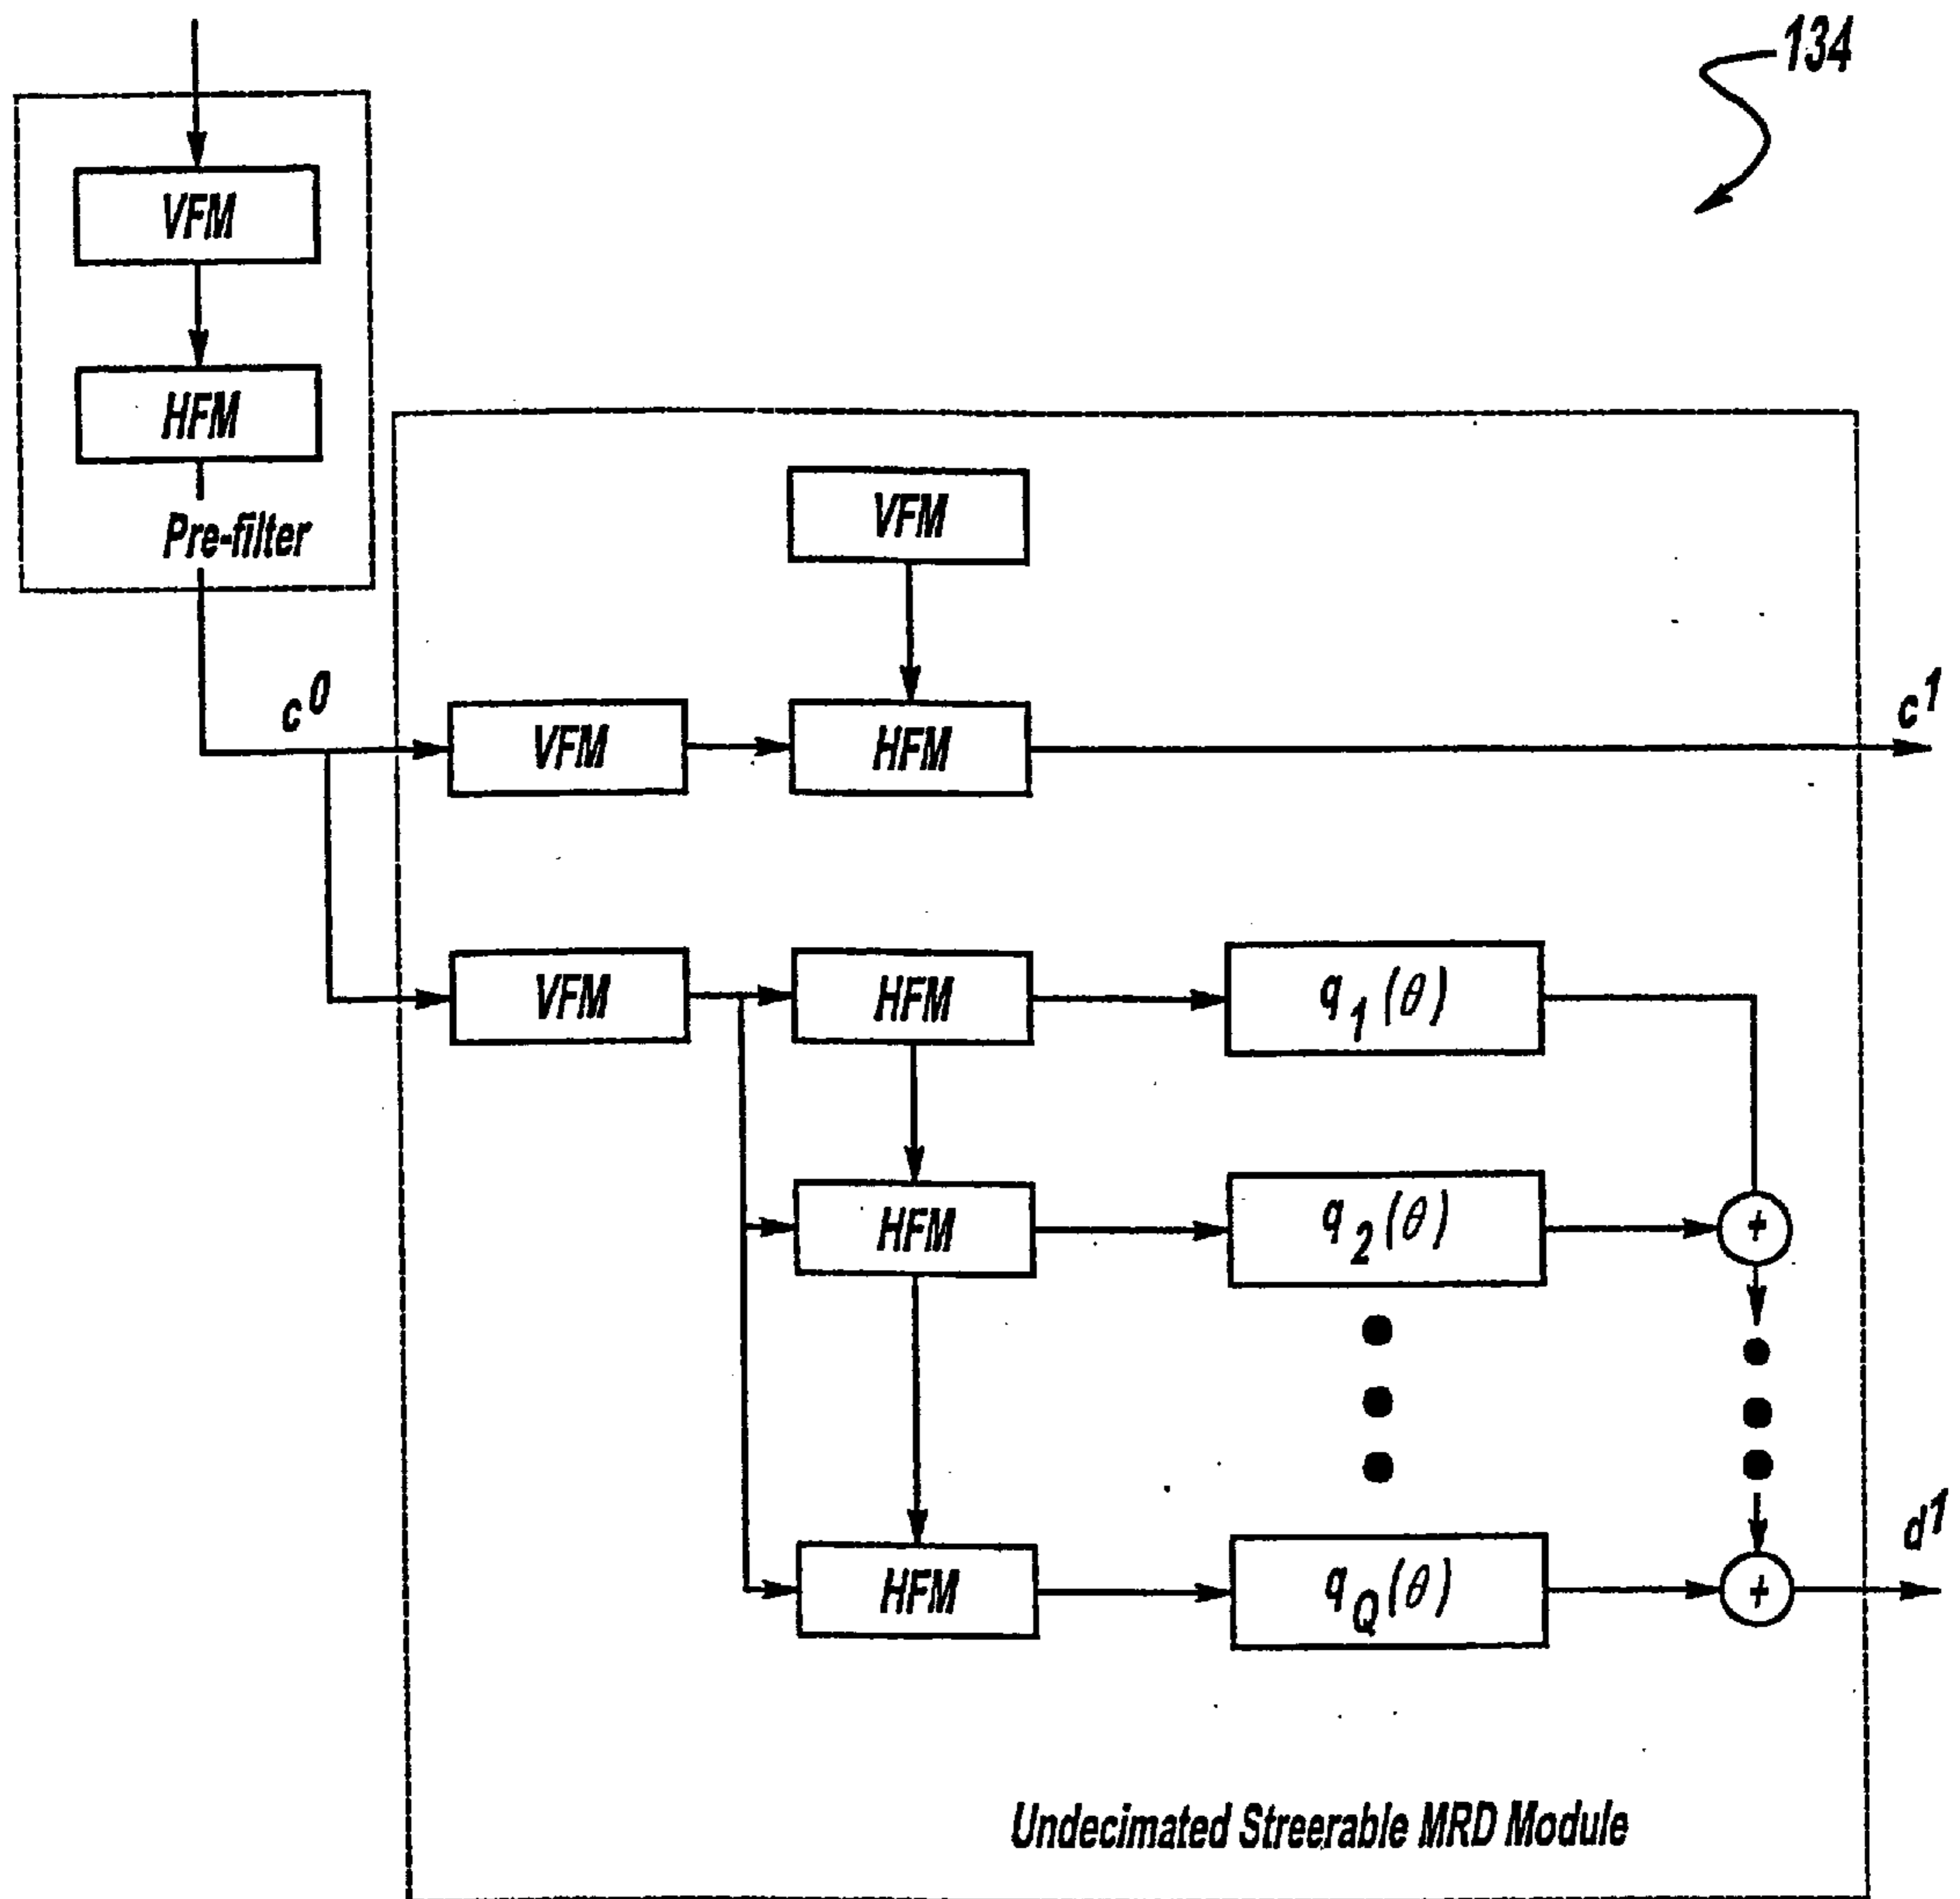 134
VFM
HFM
Pre-filter
VFM
c⁰
VFM
HFM
c¹
VFM
HFM
q₁(θ)
HFM
q₂(θ)
+
HFM
q_Q(θ)
+
d¹
Undecimated Streerable MRD Module